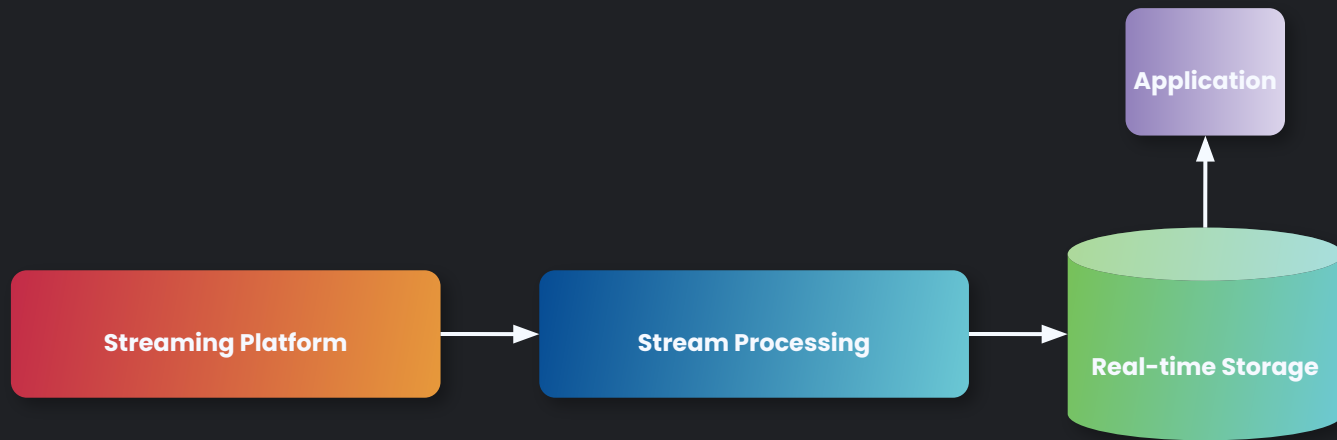 Application
Streaming Platform
Stream Processing
Real-time Storage